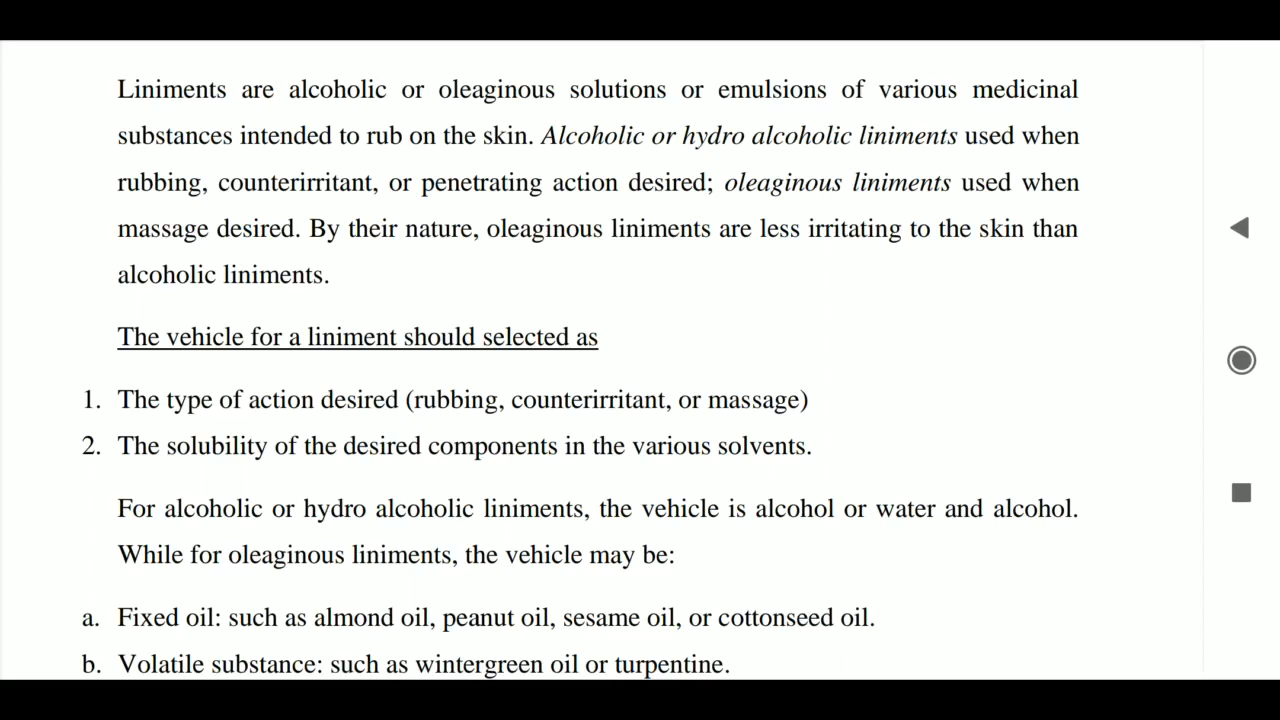 Liniments are alcoholic or oleaginous solutions or emulsions of various medicinal
substances intended to rub on the skin. Alcoholic or hydro alcoholic liniments used when
rubbing, counterirritant, or penetrating action desired; oleaginous liniments used when
massage desired. By their nature, oleaginous liniments are less irritating to the skin than
alcoholic liniments.
The vehicle for a liniment should selected as
1. The type of action desired (rubbing, counterirritant, or massage)
2. The solubility of the desired components in the various solvents.
For alcoholic or hydro alcoholic liniments, the vehicle is alcohol or water and alcohol.
While for oleaginous liniments, the vehicle may be:
a. Fixed oil: such as almond oil, peanut oil, sesame oil, or cottonseed oil.
b. Volatile substance: such as wintergreen oil or turpentine.